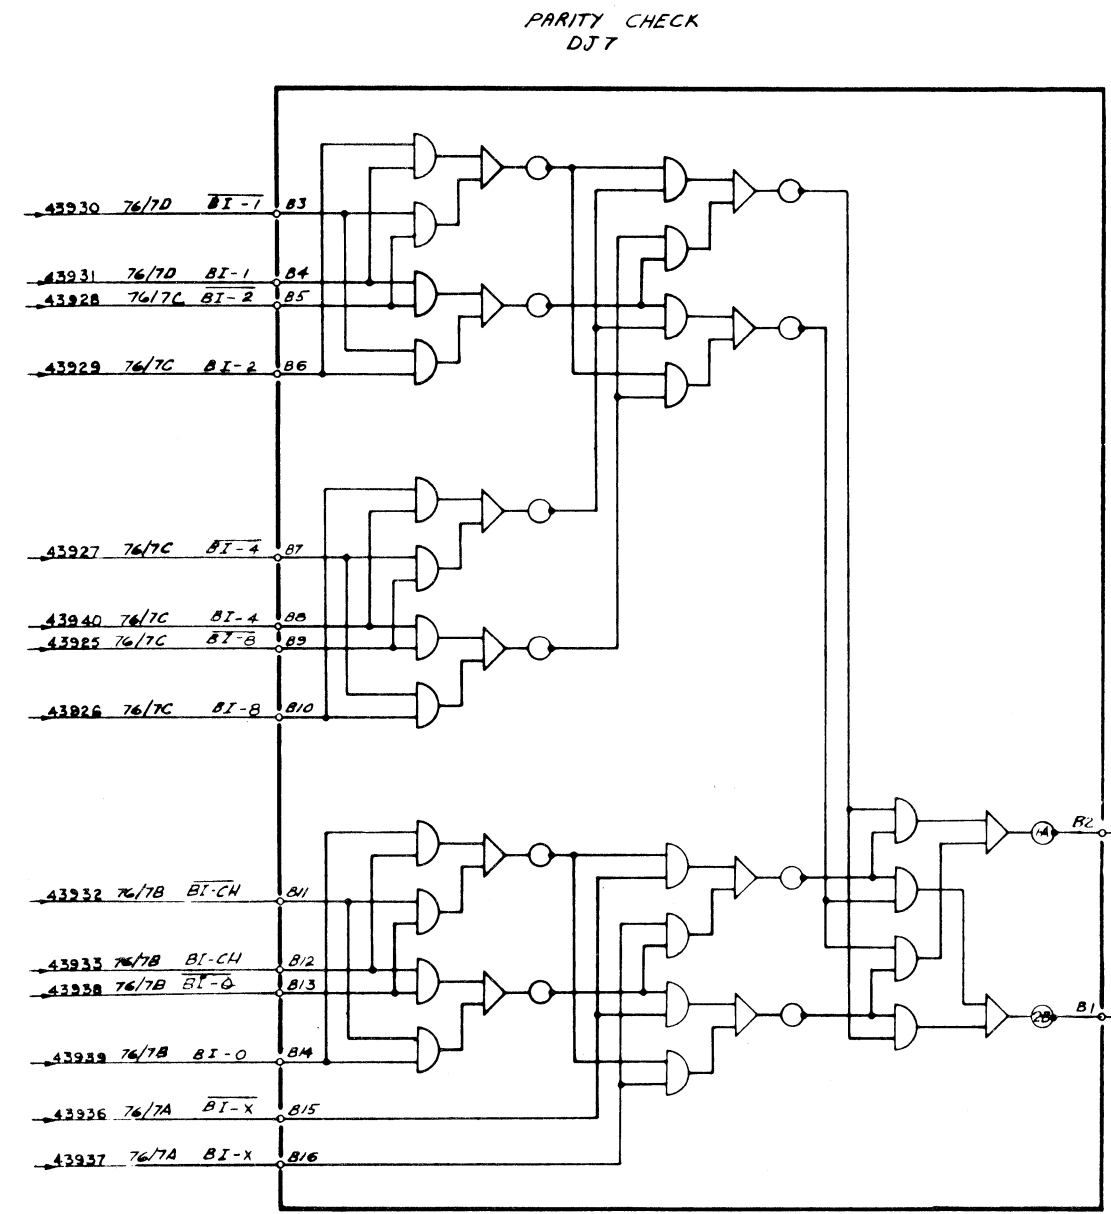 PARITY CHECK
DJ7
43930 76/7D BI-1 B3
43931 76/7D BI-1 B4
43928 76/7C BI-2 B5
43929 76/7C BI-2 B6
43927 76/7C BI-4 B7
43940 76/7C BI-4 B8
43925 76/7C BI-8 B9
43926 76/7C BI-8 B10
B2
1A
43932 76/7B BI-CH B11
43933 76/7B BI-CH B12
43938 76/7B BI-0 B13
B1
2B
43939 76/7B BI-0 B14
43936 76/7A BI-X B15
43937 76/7A BI-X B16